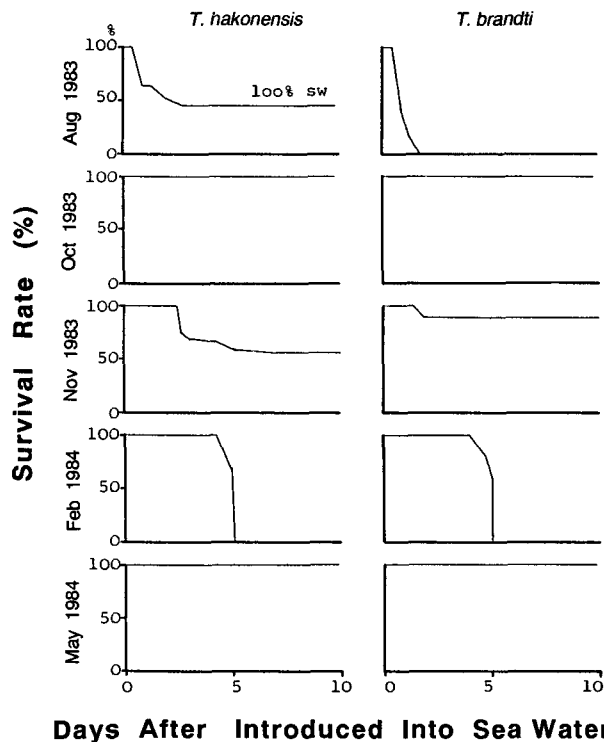 T. hakonensis T. brandti
%
100
50
0
Aug 1983
100% sw
100
50
0
Oct 1983
100
50
0
Nov 1983
100
50
0
Feb 1984
100
50
May 1984
0 5 10 0 5 10
Survival Rate (%)
Days After Introduced Into Sea Water